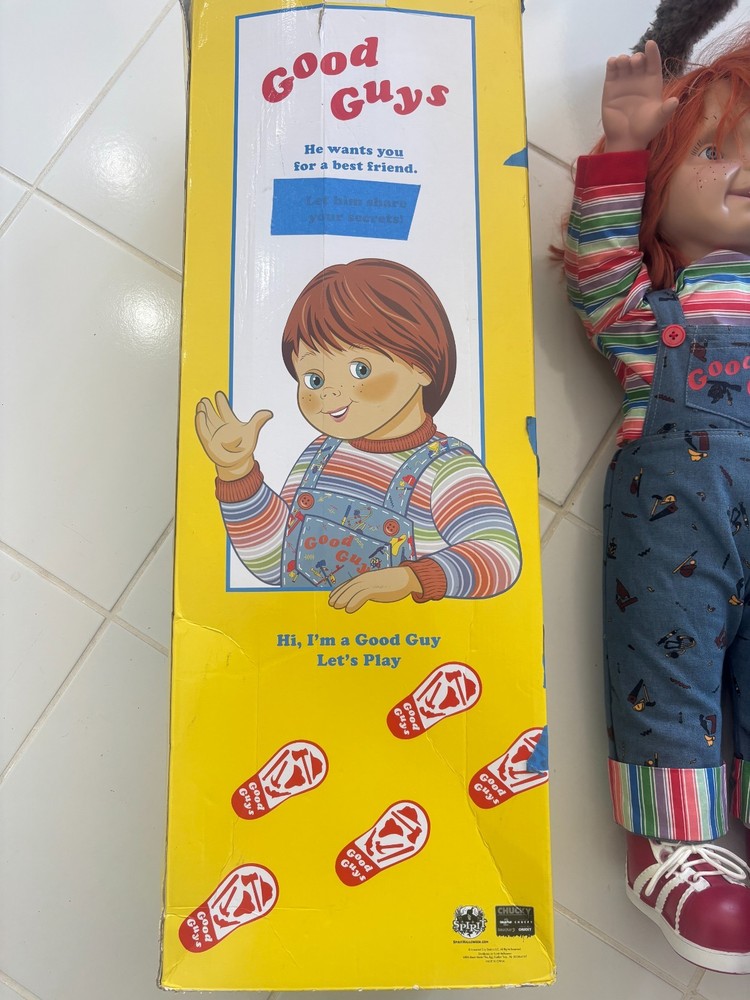 Good
Guys
He wants you
for a best friend.
Let him share
your secrets!
Good
Guys
Good
Hi, I'm a Good Guy
Let's Play
Good
Guys
Good
Guys
Good
Guys
Good
Guys
Good
Guys
SPIRIT
CHUCKY